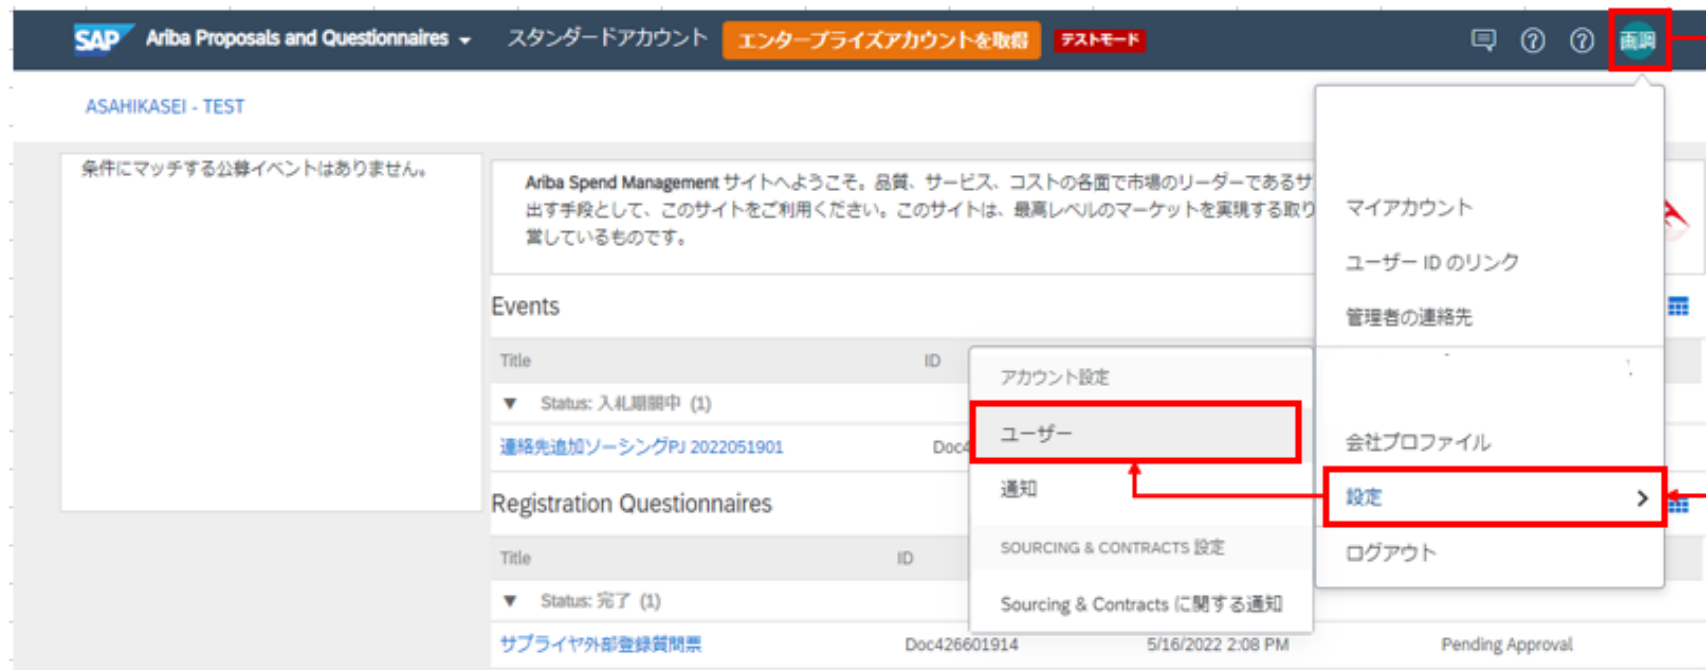 SAP Ariba Proposals and Questionnaires スタンダードアカウント エンタープライズアカウントを取得 テストモード 画調
ASAHIKASEI - TEST
条件にマッチする公募イベントはありません。
Ariba Spend Management サイトへようこそ。品質、サービス、コストの各面で市場のリーダーであるサ
出す手段として、このサイトをご利用ください。このサイトは、最高レベルのマーケットを実現する取り
営しているものです。
マイアカウント
ユーザー ID のリンク
管理者の連絡先
会社プロファイル
設定
ログアウト
アカウント設定
ユーザー
通知
SOURCING & CONTRACTS 設定
Sourcing & Contracts に関する通知
Events
Title ID
▼ Status: 入札期間中 (1)
連絡先追加ソーシングPJ 2022051901 Doc4
Registration Questionnaires
Title ID
▼ Status: 完了 (1)
サプライヤ外部登録質問票 Doc426601914 5/16/2022 2:08 PM Pending Approval